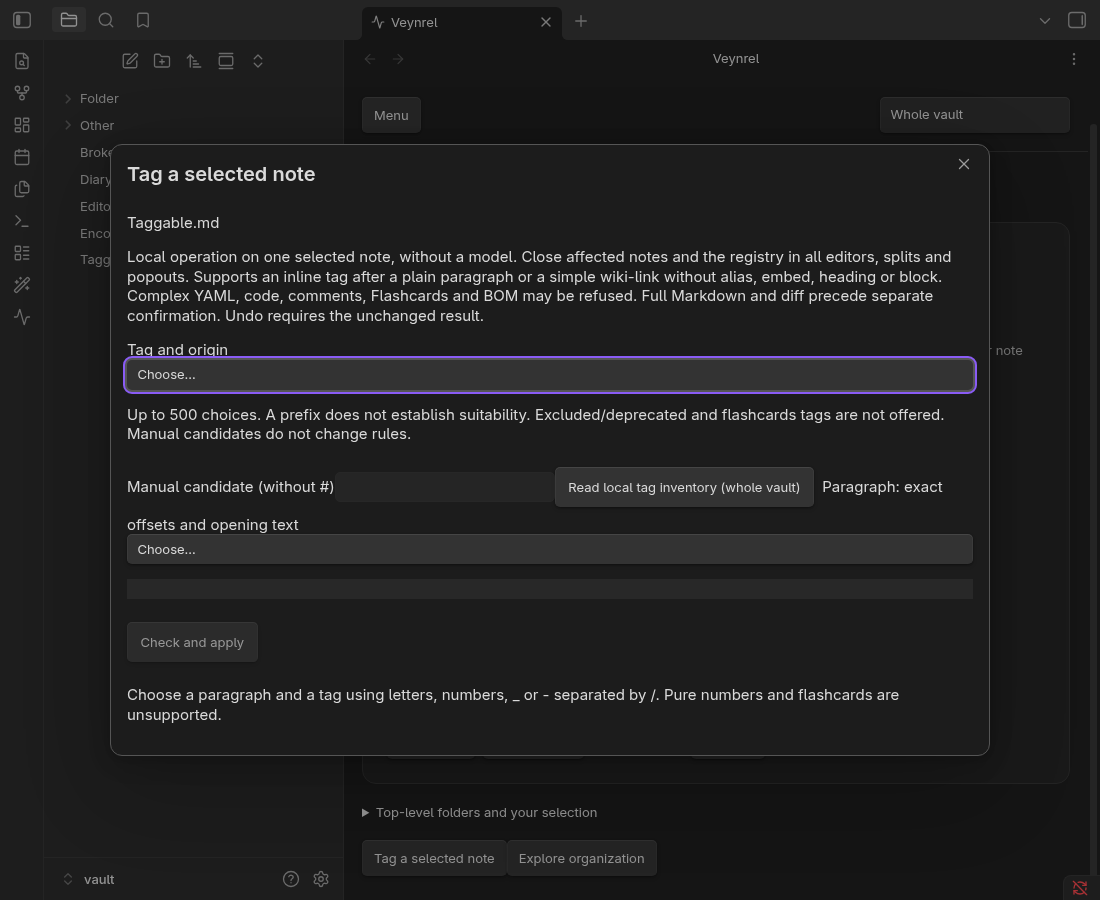 Veynrel
Veynrel
Folder
Other
Menu
Whole vault
Broke
Diary
Edito
Enco
Tagg
Tag a selected note
Taggable.md
Local operation on one selected note, without a model. Close affected notes and the registry in all editors, splits and
popouts. Supports an inline tag after a plain paragraph or a simple wiki-link without alias, embed, heading or block.
Complex YAML, code, comments, Flashcards and BOM may be refused. Full Markdown and diff precede separate
confirmation. Undo requires the unchanged result.
Tag and origin
note
Choose...
Up to 500 choices. A prefix does not establish suitability. Excluded/deprecated and flashcards tags are not offered.
Manual candidates do not change rules.
Manual candidate (without #) Read local tag inventory (whole vault) Paragraph: exact
offsets and opening text
Choose...
Check and apply
Choose a paragraph and a tag using letters, numbers, _ or - separated by /. Pure numbers and flashcards are
unsupported.
Top-level folders and your selection
Tag a selected note Explore organization
vault